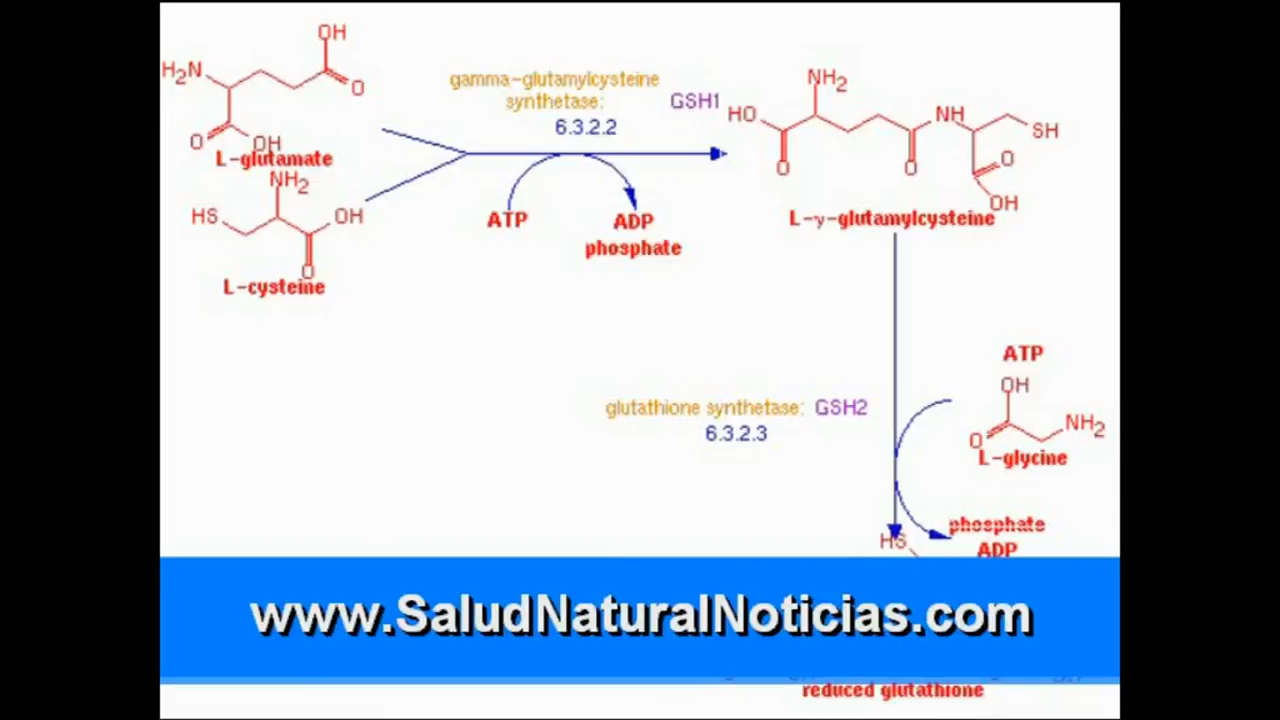 OH
H2N
O
O
OH
L-glutamate
gamma-glutamylcysteine
synthetase:
GSH1
6.3.2.2
NH2
HO
NH
SH
O
O
O
OH
L-γ-glutamylcysteine
NH2
HS
OH
O
L-cysteine
ATP
ADP
phosphate
ATP
OH
NH2
O
L-glycine
glutathione synthetase: GSH2
6.3.2.3
phosphate
ADP
HS
www.SaludNaturalNoticias.com
reduced glutathione